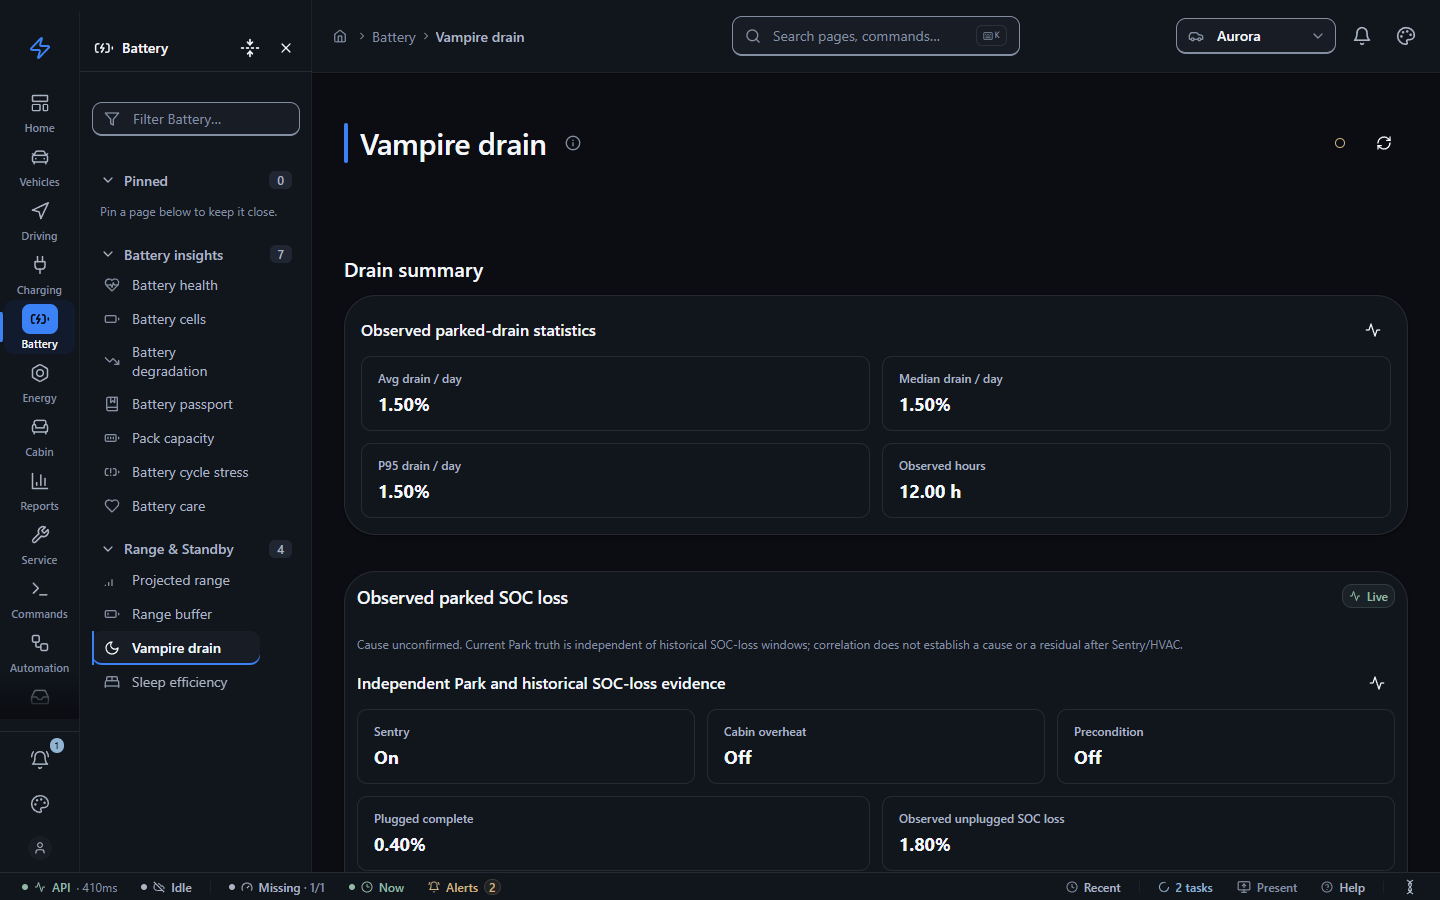 Battery
Home
Vehicles
Driving
Charging
Battery
Energy
Cabin
Reports
Service
Commands
Automation
1
Filter Battery...
Pinned 0
Pin a page below to keep it close.
Battery insights 7
Battery health
Battery cells
Battery
degradation
Battery passport
Pack capacity
Battery cycle stress
Battery care
Range & Standby 4
Projected range
Range buffer
Vampire drain
Sleep efficiency
Battery Vampire drain
Search pages, commands... K
Aurora
Vampire drain
Drain summary
Observed parked-drain statistics
Avg drain / day
1.50%
Median drain / day
1.50%
P95 drain / day
1.50%
Observed hours
12.00 h
Observed parked SOC loss
Live
Cause unconfirmed. Current Park truth is independent of historical SOC-loss windows; correlation does not establish a cause or a residual after Sentry/HVAC.
Independent Park and historical SOC-loss evidence
Sentry
On
Cabin overheat
Off
Precondition
Off
Plugged complete
0.40%
Observed unplugged SOC loss
1.80%
API · 410ms Idle Missing · 1/1 Now Alerts 2 Recent 2 tasks Present Help